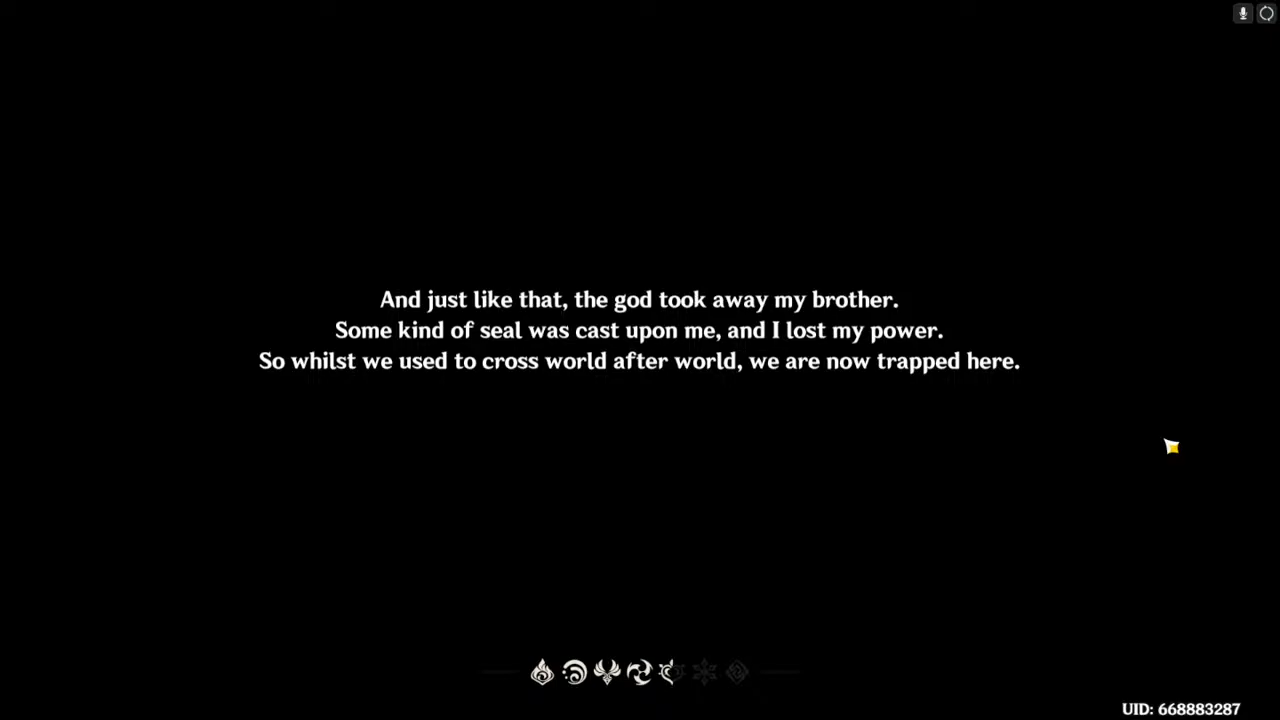 And just like that, the god took away my brother.
Some kind of seal was cast upon me, and I lost my power.
So whilst we used to cross world after world, we are now trapped here.
UID: 668883287